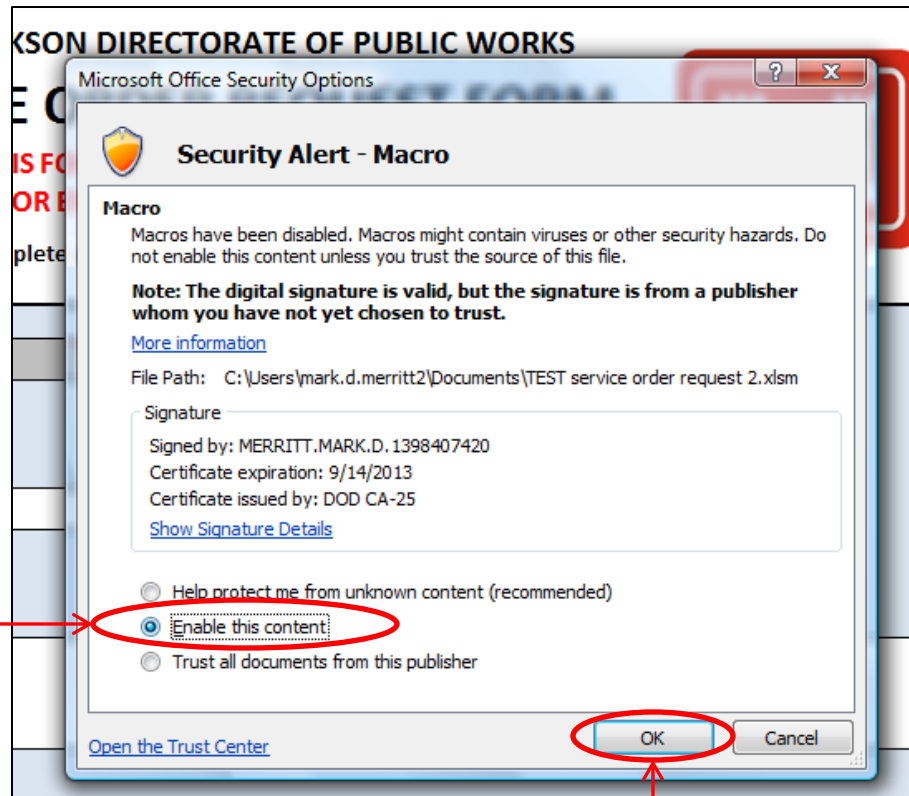 KSON DIRECTORATE OF PUBLIC WORKS
Microsoft Office Security Options
Security Alert - Macro
IS FO
OR
plete
Macro
Macros have been disabled. Macros might contain viruses or other security hazards. Do
not enable this content unless you trust the source of this file.
Note: The digital signature is valid, but the signature is from a publisher
whom you have not yet chosen to trust.
More information
File Path: C:\Users\mark.d.merritt2\Documents\TEST service order request 2.xlsm
Signature
Signed by: MERRITT.MARK.D.1398407420
Certificate expiration: 9/14/2013
Certificate issued by: DOD CA-25
Show Signature Details
Help protect me from unknown content (recommended)
Enable this content
Trust all documents from this publisher
Open the Trust Center
OK
Cancel